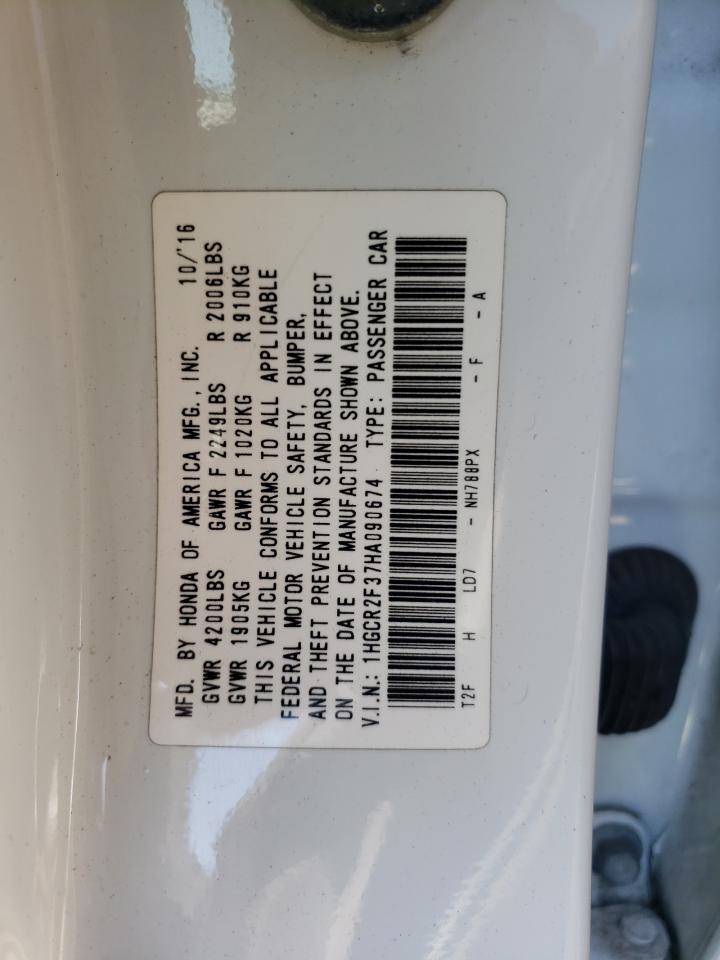 MFD. BY HONDA OF AMERICA MFG., INC. 10/'16
GVWR 4200LBS GAWR F 2249LBS R 2006LBS
GVWR 1905KG GAWR F 1020KG R 910KG
THIS VEHICLE CONFORMS TO ALL APPLICABLE
FEDERAL MOTOR VEHICLE SAFETY, BUMPER,
AND THEFT PREVENTION STANDARDS IN EFFECT
ON THE DATE OF MANUFACTURE SHOWN ABOVE.
V.I.N.: 1HGCR2F37HA090674 TYPE: PASSENGER CAR
T2F H LD7 - NH788PX - F - A